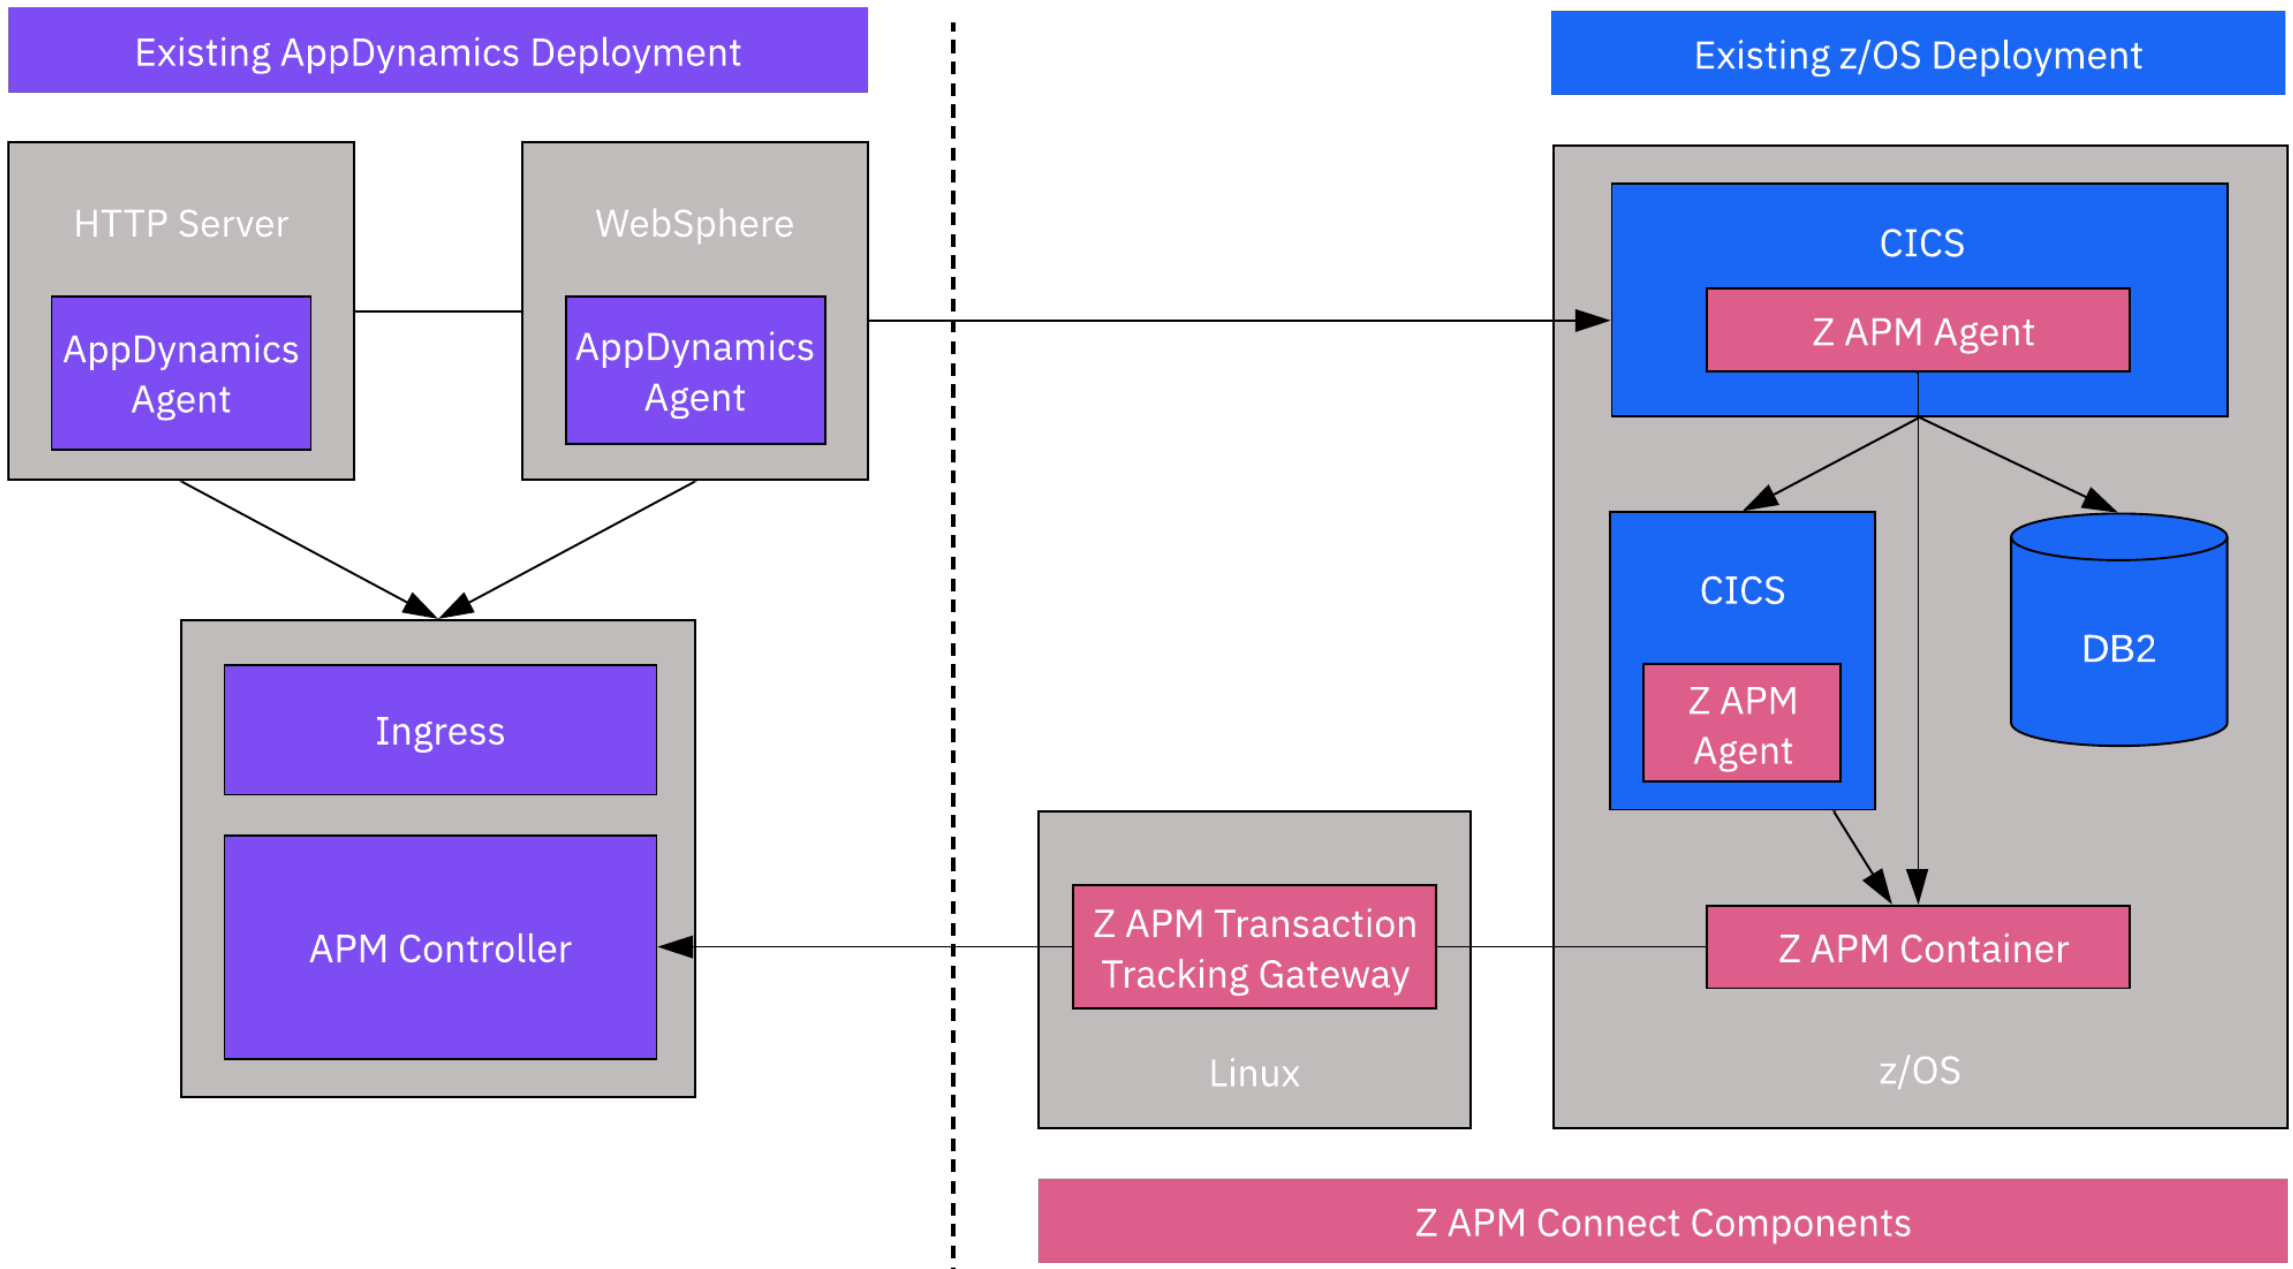 Existing AppDynamics Deployment
Existing z/OS Deployment
HTTP Server
AppDynamics
Agent
WebSphere
AppDynamics
Agent
CICS
Z APM Agent
CICS
Z APM
Agent
DB2
Ingress
APM Controller
Z APM Transaction
Tracking Gateway
Linux
Z APM Container
z/OS
Z APM Connect Components